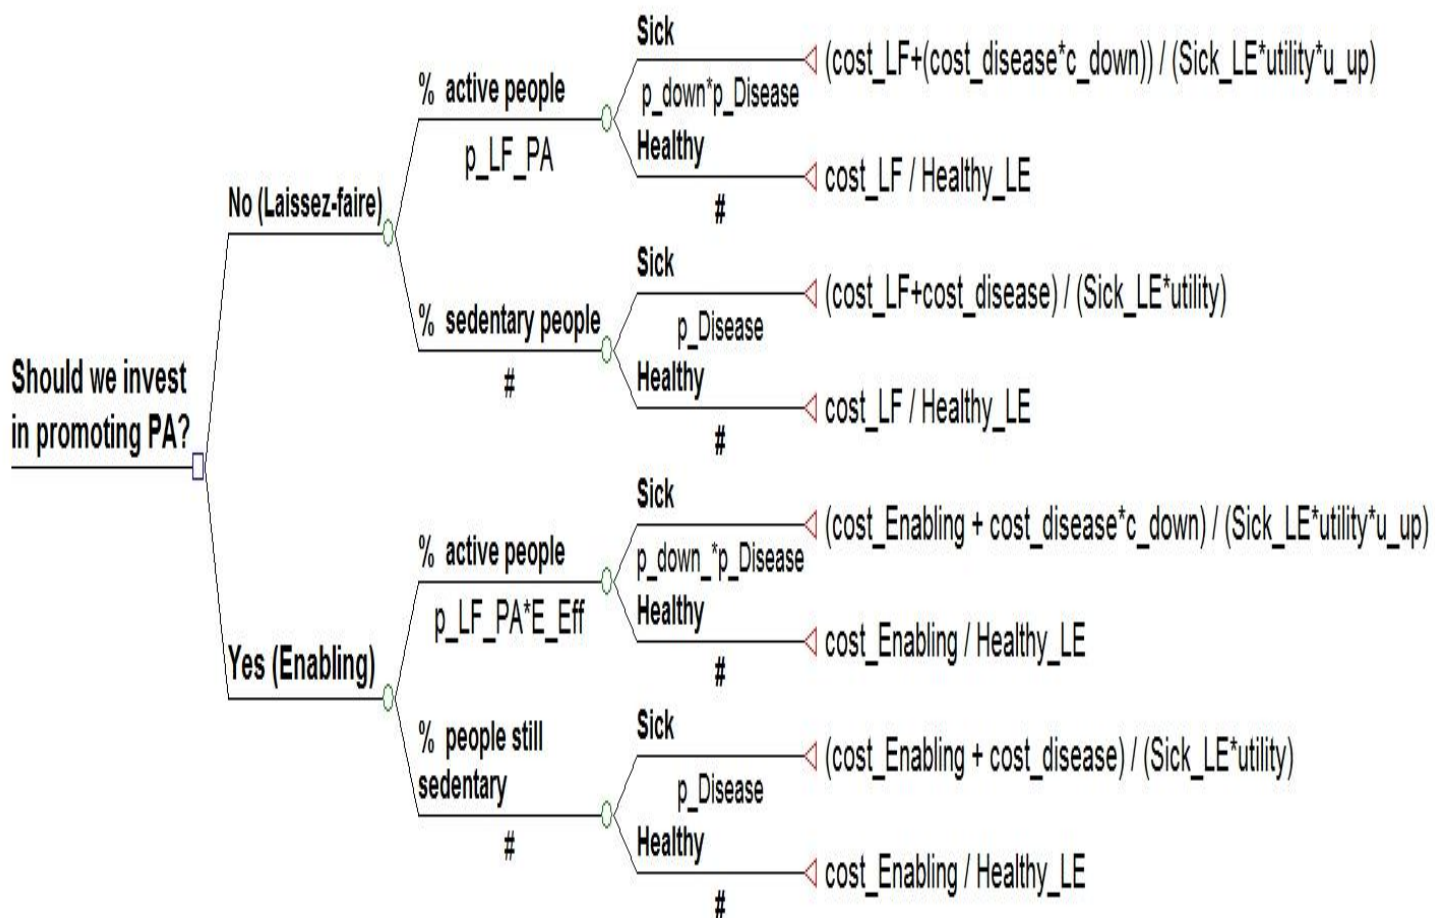 Should we invest
in promoting PA?
No (Laissez-faire)
% active people
p_LF_PA
Sick
p_down*p_Disease
(cost_LF+(cost_disease*c_down)) / (Sick_LE*utility*u_up)
Healthy
#
cost_LF / Healthy_LE
% sedentary people
#
Sick
p_Disease
(cost_LF+cost_disease) / (Sick_LE*utility)
Healthy
#
cost_LF / Healthy_LE
Yes (Enabling)
% active people
p_LF_PA*E_Eff
Sick
p_down_*p_Disease
(cost_Enabling + cost_disease*c_down) / (Sick_LE*utility*u_up)
Healthy
#
cost_Enabling / Healthy_LE
% people still
sedentary
#
Sick
p_Disease
(cost_Enabling + cost_disease) / (Sick_LE*utility)
Healthy
#
cost_Enabling / Healthy_LE